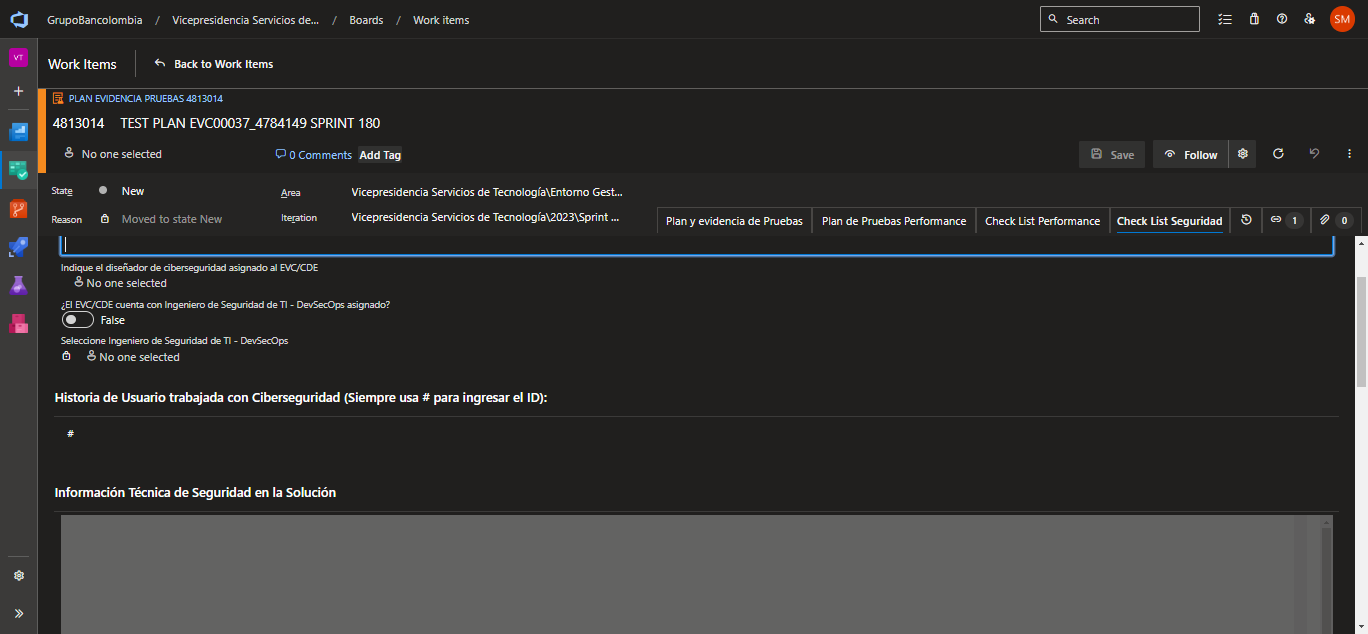 GrupoBancolombia / Vicepresidencia Servicios de... / Boards / Work items
Search
SM
VT
Work Items
Back to Work Items
PLAN EVIDENCIA PRUEBAS 4813014
4813014 TEST PLAN EVC00037_4784149 SPRINT 180
No one selected
0 Comments
Add Tag
Save
Follow
State
New
Area
Vicepresidencia Servicios de Tecnología\Entorno Gest...
Reason
Moved to state New
Iteration
Vicepresidencia Servicios de Tecnología\2023\Sprint ...
Plan y evidencia de Pruebas
Plan de Pruebas Performance
Check List Performance
Check List Seguridad
1
0
Indique el diseñador de ciberseguridad asignado al EVC/CDE
No one selected
¿El EVC/CDE cuenta con Ingeniero de Seguridad de TI - DevSecOps asignado?
False
Seleccione Ingeniero de Seguridad de TI - DevSecOps
No one selected
Historia de Usuario trabajada con Ciberseguridad (Siempre usa # para ingresar el ID):
#
Información Técnica de Seguridad en la Solución